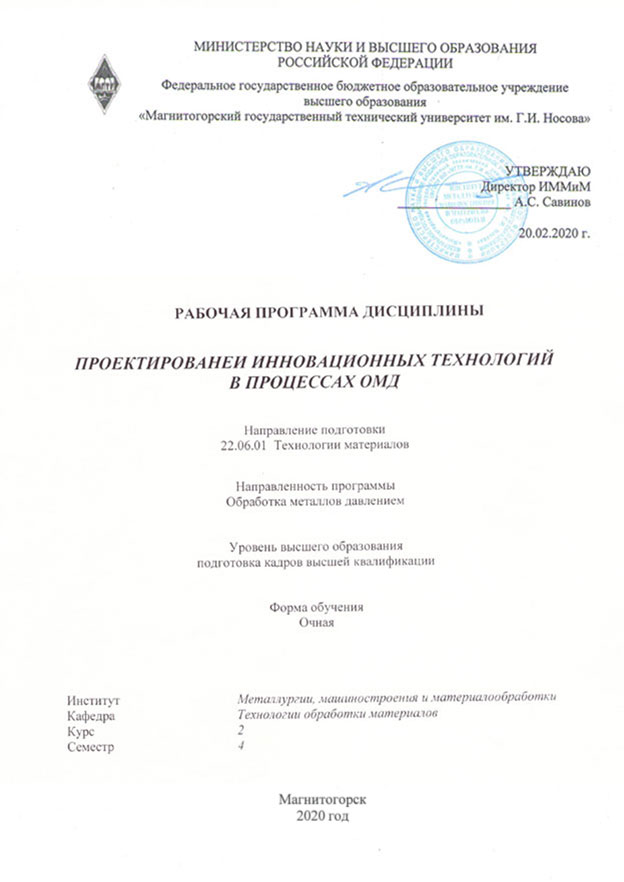 МИНИСТЕРСТВО НАУКИ И ВЫСШЕГО ОБРАЗОВАНИЯ
РОССИЙСКОЙ ФЕДЕРАЦИИ
Федеральное государственное бюджетное образовательное учреждение
высшего образования
«Магнитогорский государственный технический университет им. Г.И. Носова»
УТВЕРЖДАЮ
Директор ИММиМ
А.С. Савинов
20.02.2020 г.
РАБОЧАЯ ПРОГРАММА ДИСЦИПЛИНЫ
ПРОЕКТИРОВАНЕИ ИННОВАЦИОННЫХ ТЕХНОЛОГИЙ
В ПРОЦЕССАХ ОМД
Направление подготовки
22.06.01 Технологии материалов
Направленность программы
Обработка металлов давлением
Уровень высшего образования
подготовка кадров высшей квалификации
Форма обучения
Очная
Институт Металлургии, машиностроения и материалообработки
Кафедра Технологии обработки материалов
Курс 2
Семестр 4
Магнитогорск
2020 год